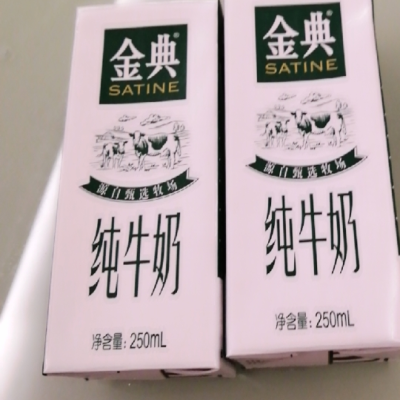 金典
SATINE
源自甄选牧场
纯牛奶
净含量: 250mL
金典
SATINE
源自甄选牧场
纯牛奶
净含量: 250mL